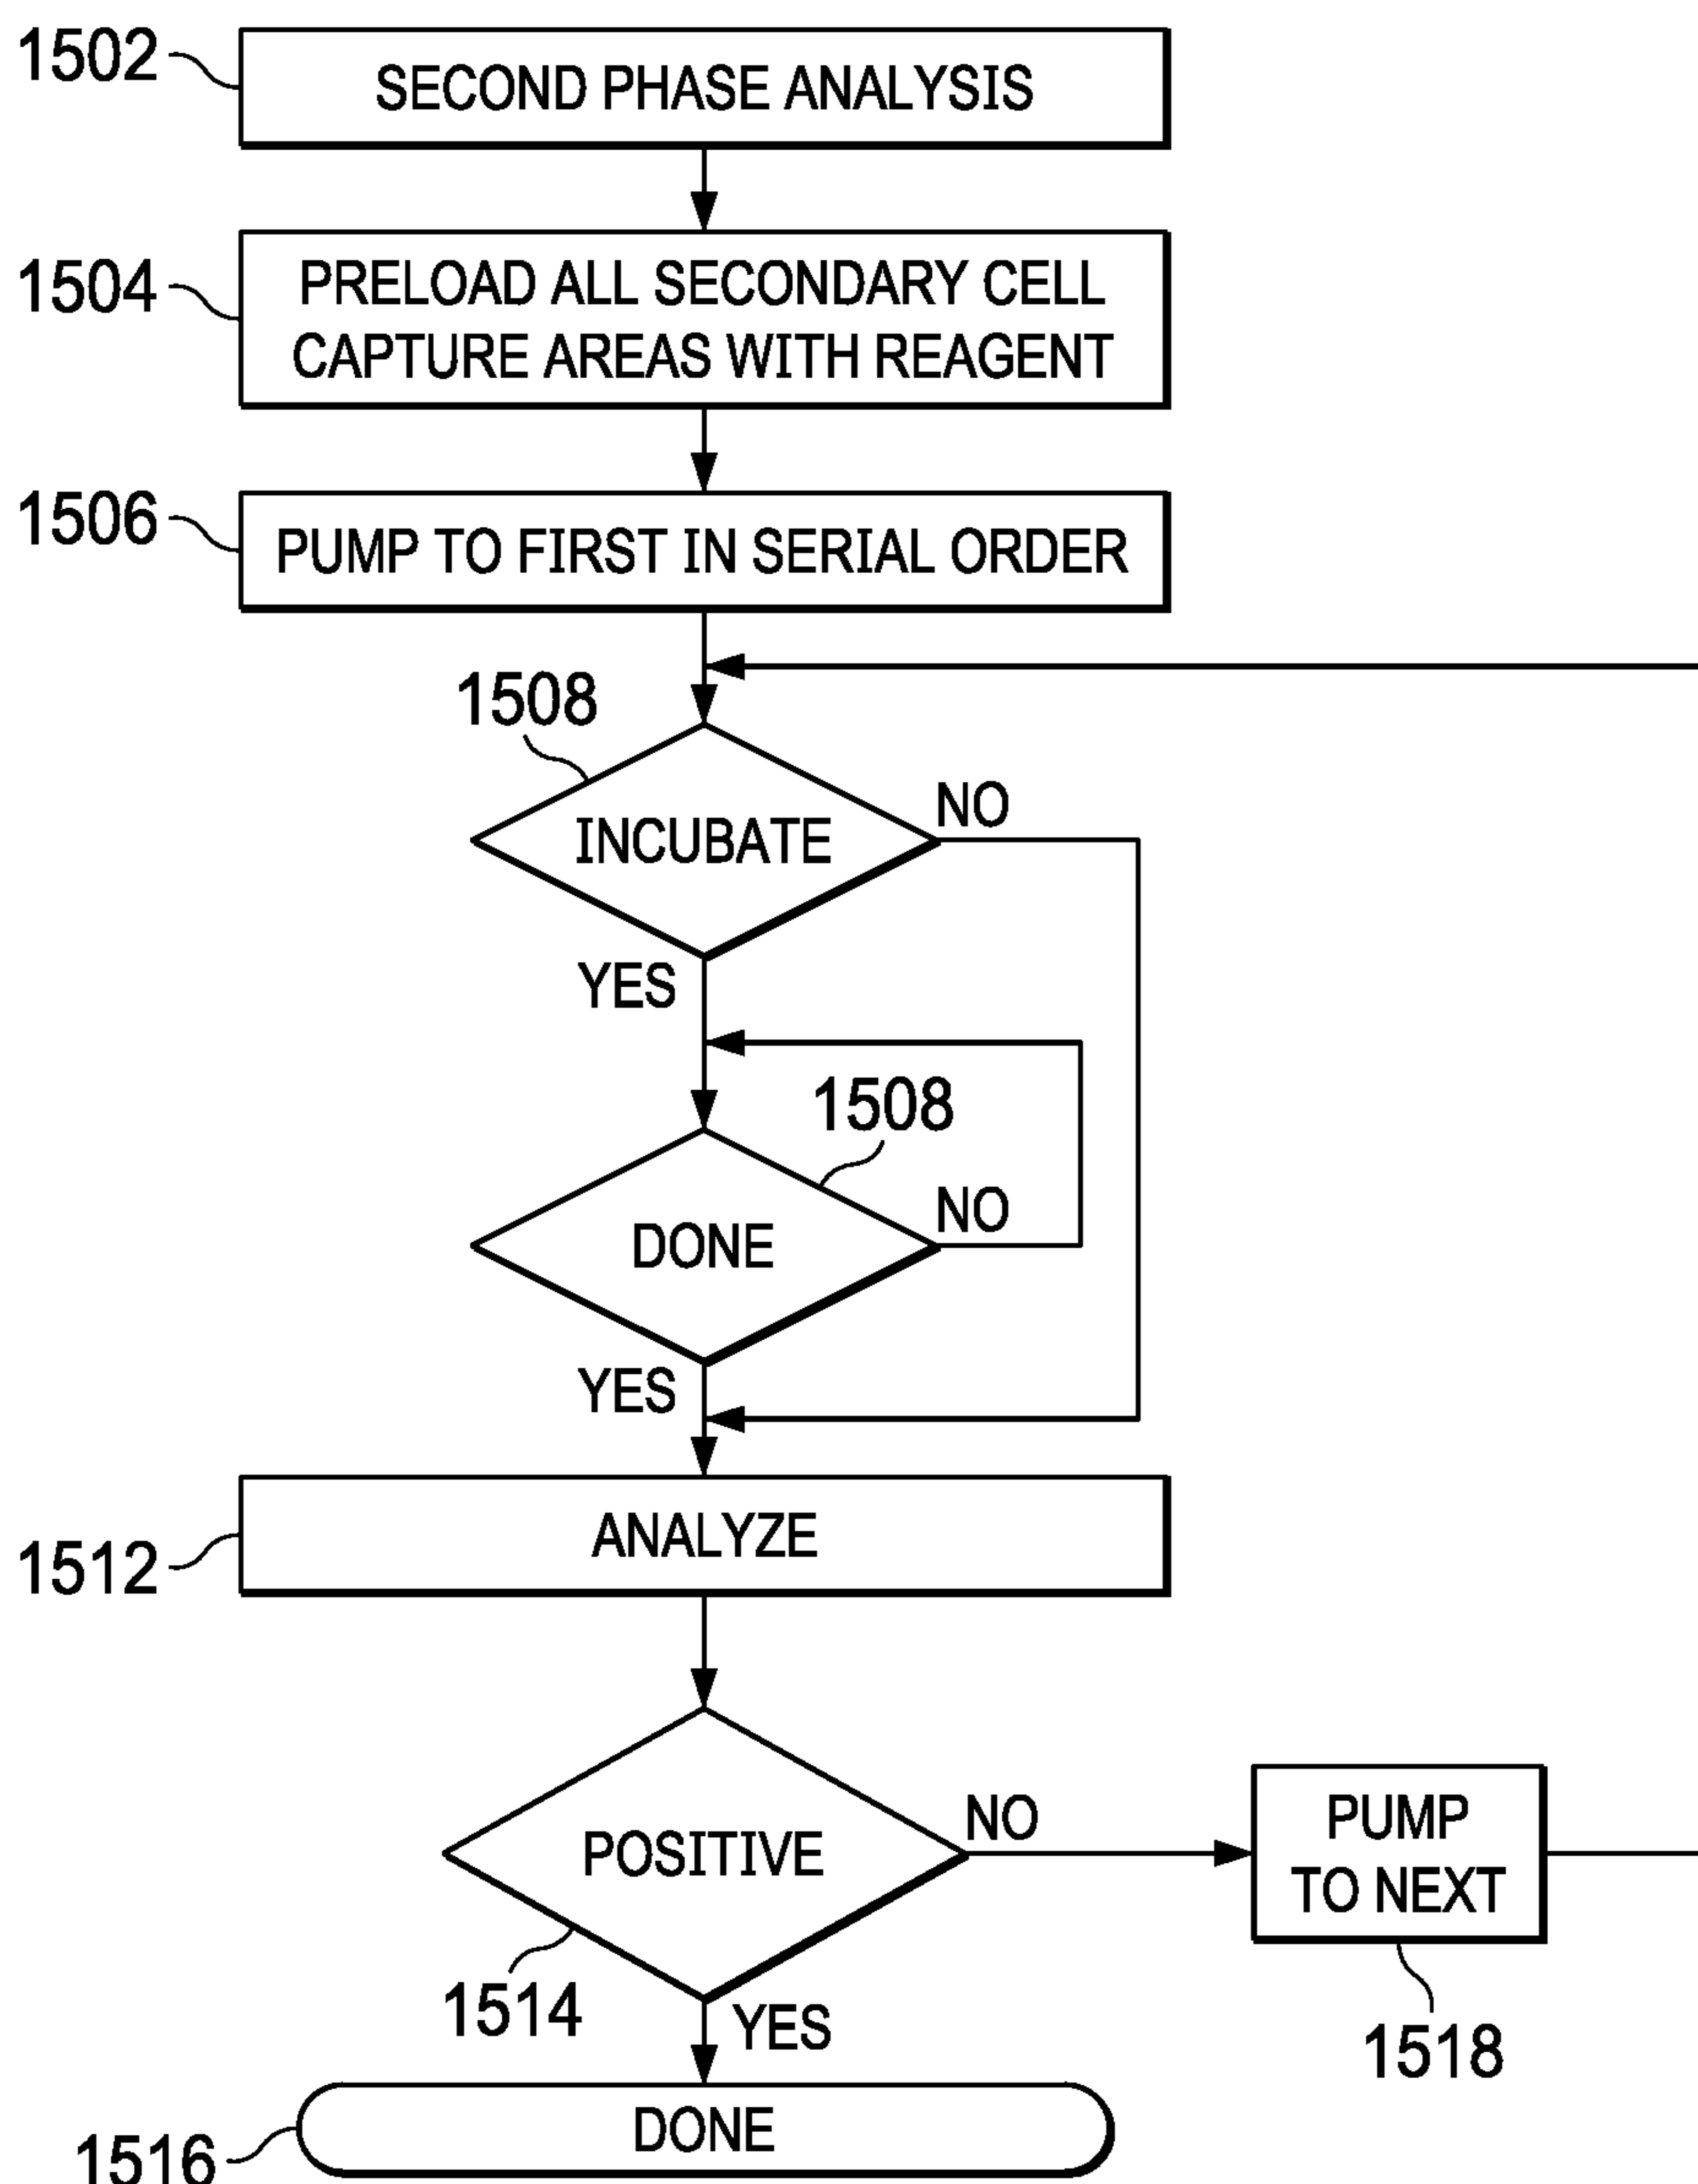 1502
SECOND PHASE ANALYSIS
1504
PRELOAD ALL SECONDARY CELL
CAPTURE AREAS WITH REAGENT
1506
PUMP TO FIRST IN SERIAL ORDER
1508
INCUBATE
NO
YES
1508
DONE
NO
YES
1512
ANALYZE
POSITIVE
NO
PUMP
TO NEXT
1514
YES
1518
1516
DONE